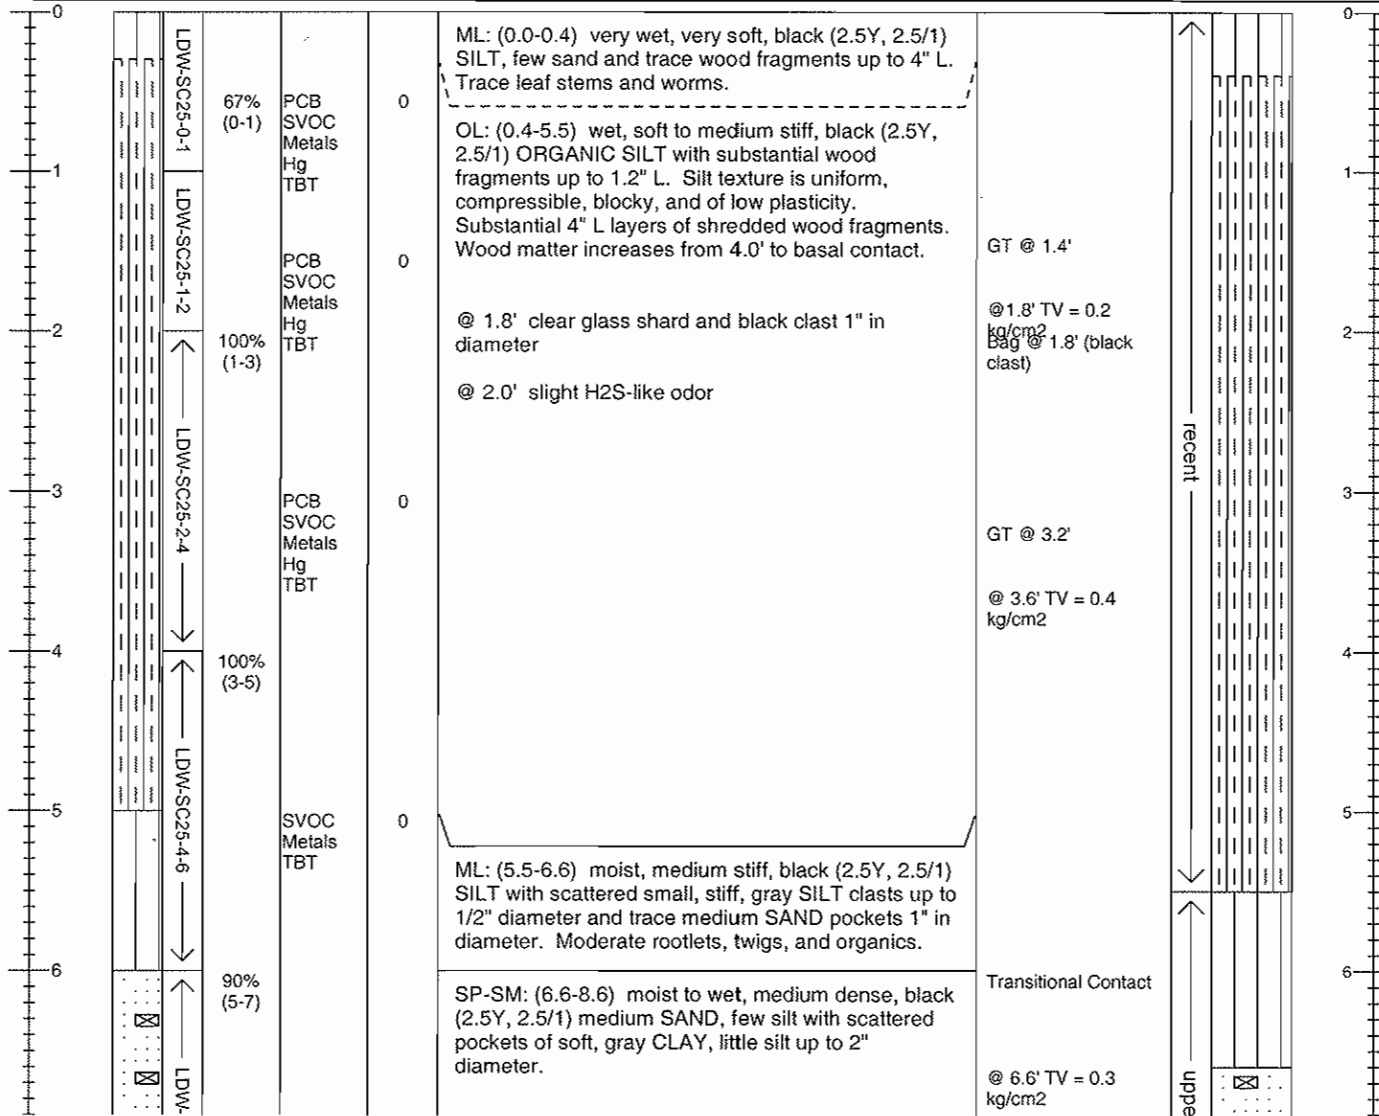 0
1
2
3
4
5
6
LDW-SC25-0-1
LDW-SC25-1-2
LDW-SC25-2-4
LDW-SC25-4-6
LDW-
67%
(0-1)
100%
(1-3)
100%
(3-5)
90%
(5-7)
PCB
SVOC
Metals
Hg
TBT
PCB
SVOC
Metals
Hg
TBT
PCB
SVOC
Metals
Hg
TBT
SVOC
Metals
TBT
0
0
0
0
ML: (0.0-0.4) very wet, very soft, black (2.5Y, 2.5/1)
SILT, few sand and trace wood fragments up to 4" L.
Trace leaf stems and worms.
OL: (0.4-5.5) wet, soft to medium stiff, black (2.5Y,
2.5/1) ORGANIC SILT with substantial wood
fragments up to 1.2" L. Silt texture is uniform,
compressible, blocky, and of low plasticity.
Substantial 4" L layers of shredded wood fragments.
Wood matter increases from 4.0' to basal contact.
@ 1.8' clear glass shard and black clast 1" in
diameter
@ 2.0' slight H2S-like odor
ML: (5.5-6.6) moist, medium stiff, black (2.5Y, 2.5/1)
SILT with scattered small, stiff, gray SILT clasts up to
1/2" diameter and trace medium SAND pockets 1" in
diameter. Moderate rootlets, twigs, and organics.
SP-SM: (6.6-8.6) moist to wet, medium dense, black
(2.5Y, 2.5/1) medium SAND, few silt with scattered
pockets of soft, gray CLAY, little silt up to 2"
diameter.
GT @ 1.4'
@1.8' TV = 0.2
kg/cm2
Bag @ 1.8' (black
clast)
GT @ 3.2'
@ 3.6' TV = 0.4
kg/cm2
Transitional Contact
@ 6.6' TV = 0.3
kg/cm2
recent
uppe
0
1
2
3
4
5
6